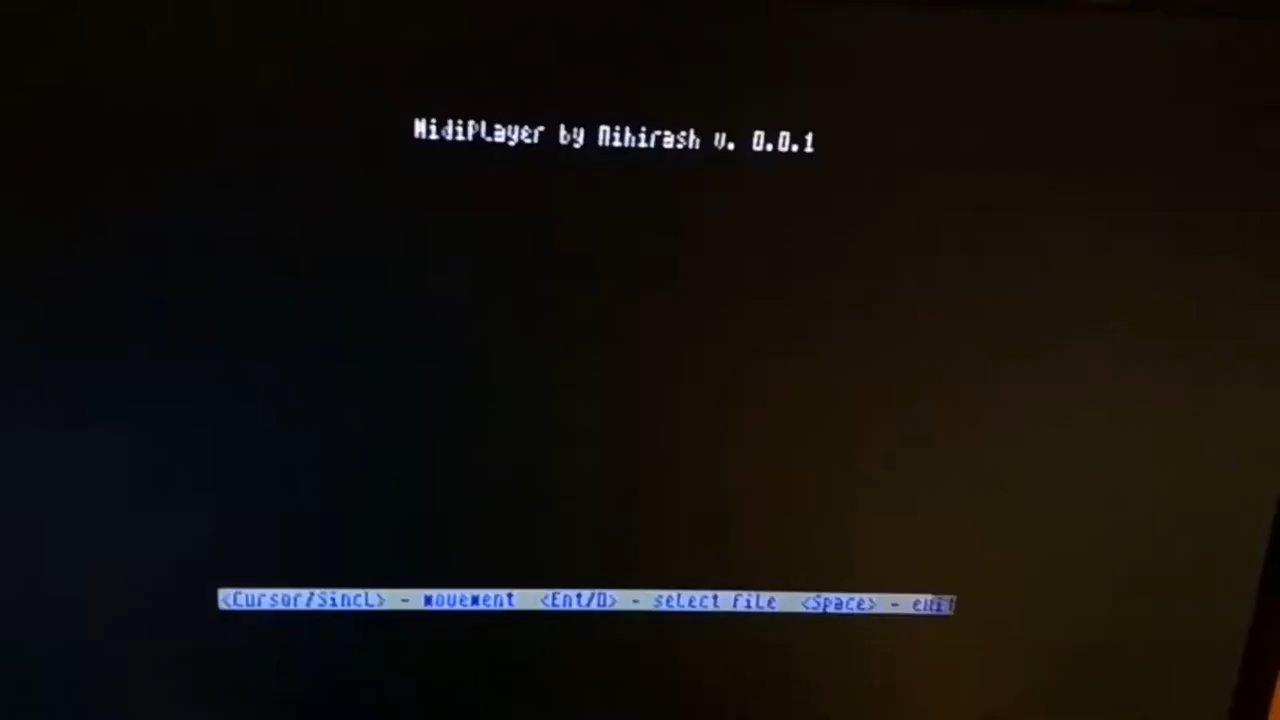 MidiPlayer by Nihirash v. 0.0.1
<Cursor/Sincl> - movement <Ent/0> - select file <Space> - exit